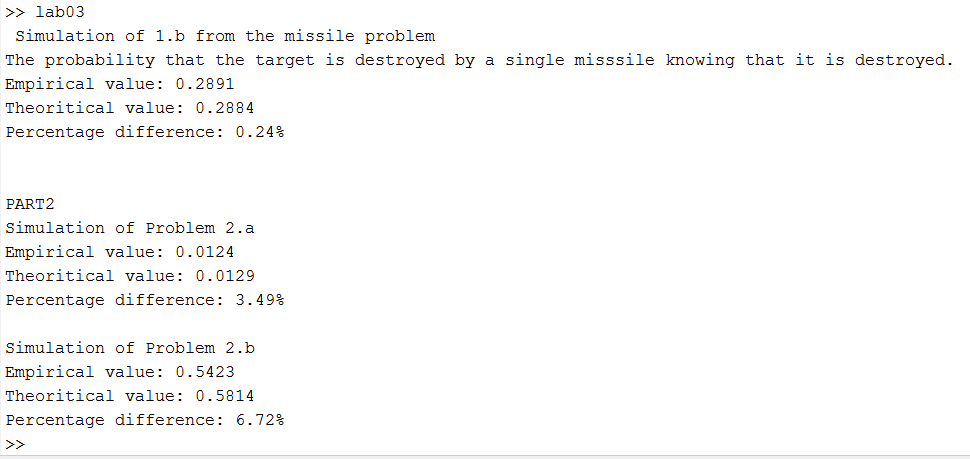 >> lab03
Simulation of 1.b from the missile problem
The probability that the target is destroyed by a single misssile knowing that it is destroyed.
Empirical value: 0.2891
Theoritical value: 0.2884
Percentage difference: 0.24%
PART2
Simulation of Problem 2.a
Empirical value: 0.0124
Theoritical value: 0.0129
Percentage difference: 3.49%
Simulation of Problem 2.b
Empirical value: 0.5423
Theoritical value: 0.5814
Percentage difference: 6.72%
>>